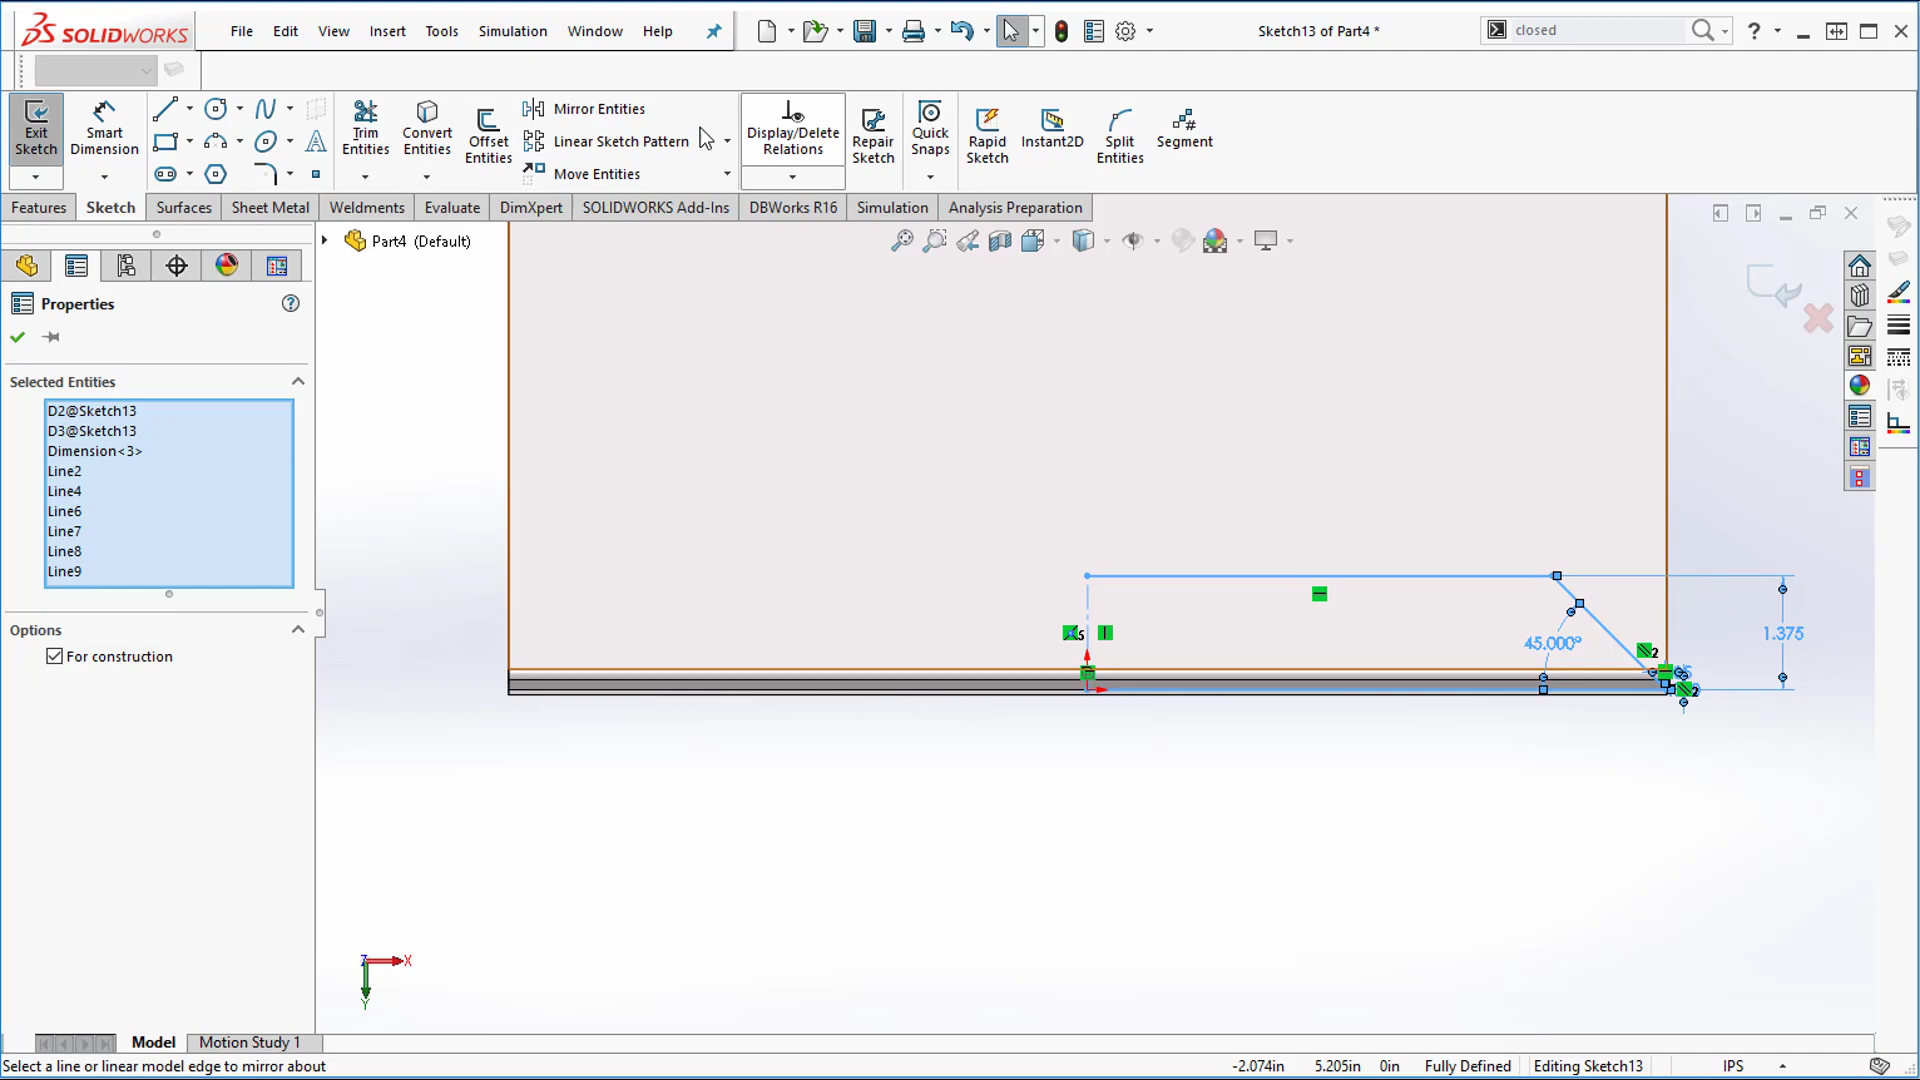 SOLIDWORKS File Edit View Insert Tools Simulation Window Help Sketch13 of Part4 * closed ?
Exit Sketch
Smart Dimension
Trim Entities
Convert Entities
Offset Entities
Mirror Entities
Linear Sketch Pattern
Move Entities
Display/Delete Relations
Repair Sketch
Quick Snaps
Rapid Sketch
Instant2D
Split Entities
Segment
Features Sketch Surfaces Sheet Metal Weldments Evaluate DimXpert SOLIDWORKS Add-Ins DBWorks R16 Simulation Analysis Preparation
Part4 (Default)
Properties ?
Selected Entities
D2@Sketch13
D3@Sketch13
Dimension<3>
Line2
Line4
Line6
Line7
Line8
Line9
Options
For construction
5
45.000°
1.375
2
2
Z X
Y
Model Motion Study 1
Select a line or linear model edge to mirror about -2.074in 5.205in 0in Fully Defined Editing Sketch13 IPS